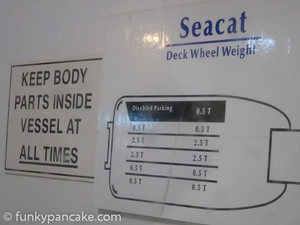 Seacat
Deck Wheel Weight
KEEP BODY
PARTS INSIDE
VESSEL AT
ALL TIMES
Disabled Parking 0.5 T
0.5 T 0.5 T
2.5 T 2.5 T
2.5 T 2.5 T
0.5 T 0.5 T
0.5 T 0.5 T
© funkypancake.com